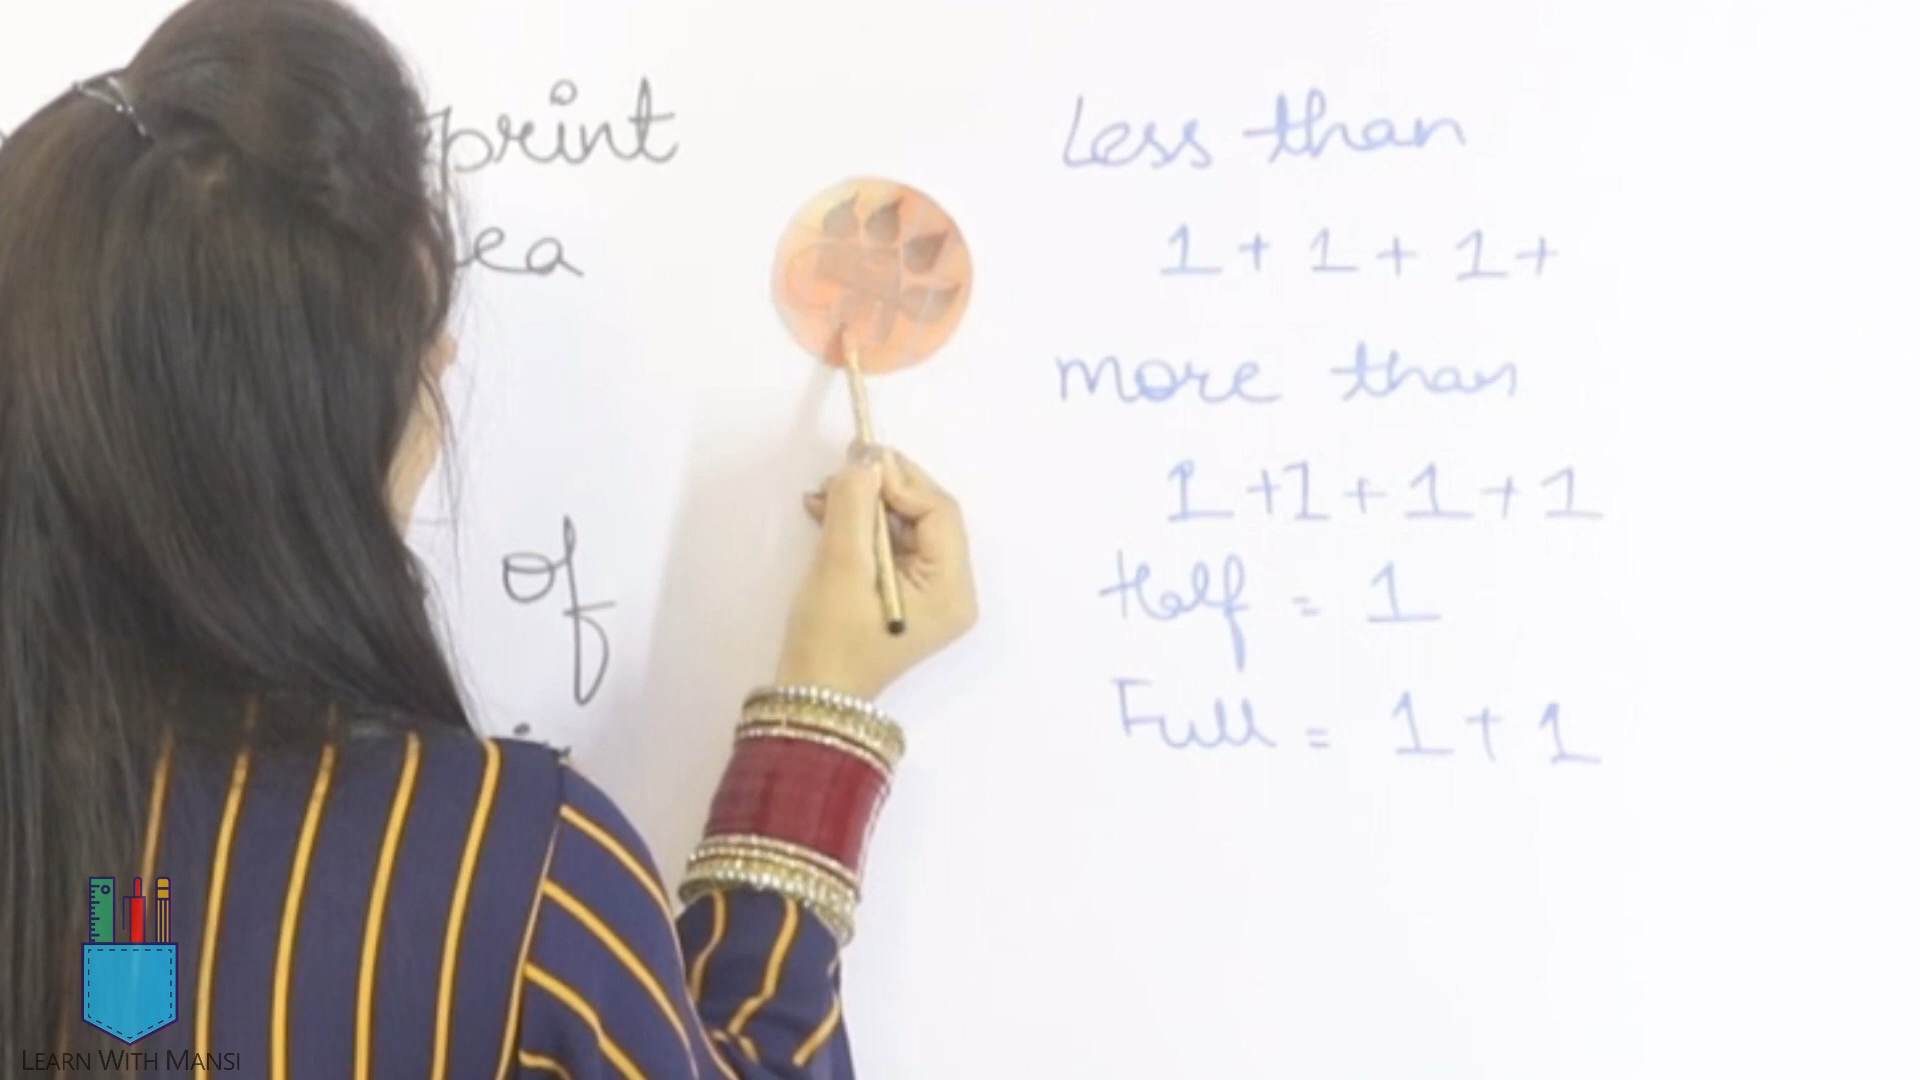 print
ea
of
Less than
1 + 1 + 1 +
more than
1 + 1 + 1 + 1
Half = 1
Full = 1 + 1
LEARN WITH MANSI